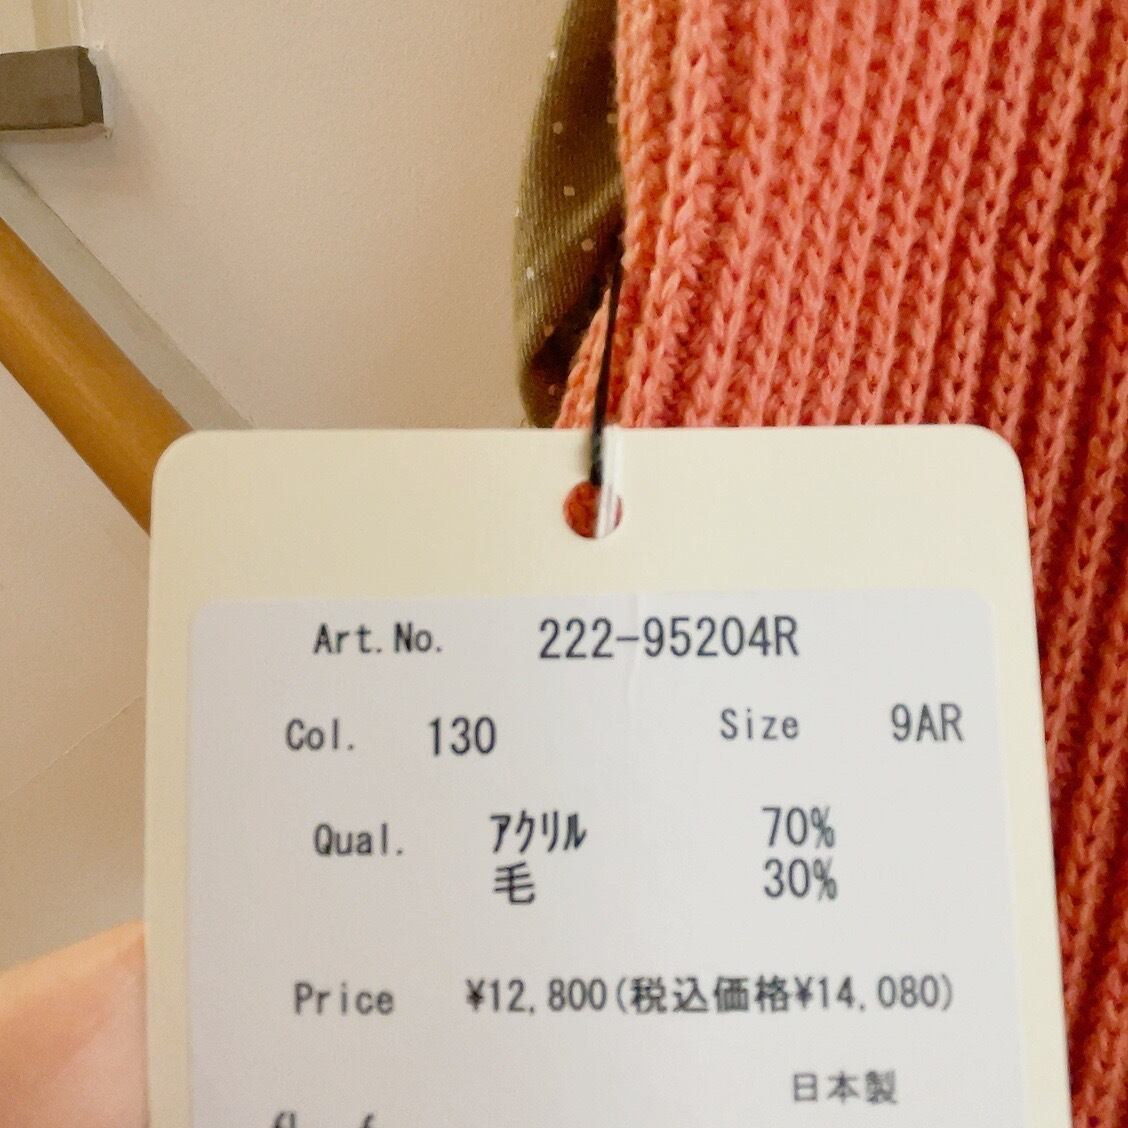 Art.No. 222-95204R
Col. 130 Size 9AR
Qual. ｱｸﾘﾙ 70%
毛 30%
Price ¥12,800(税込価格¥14,080)
日本製